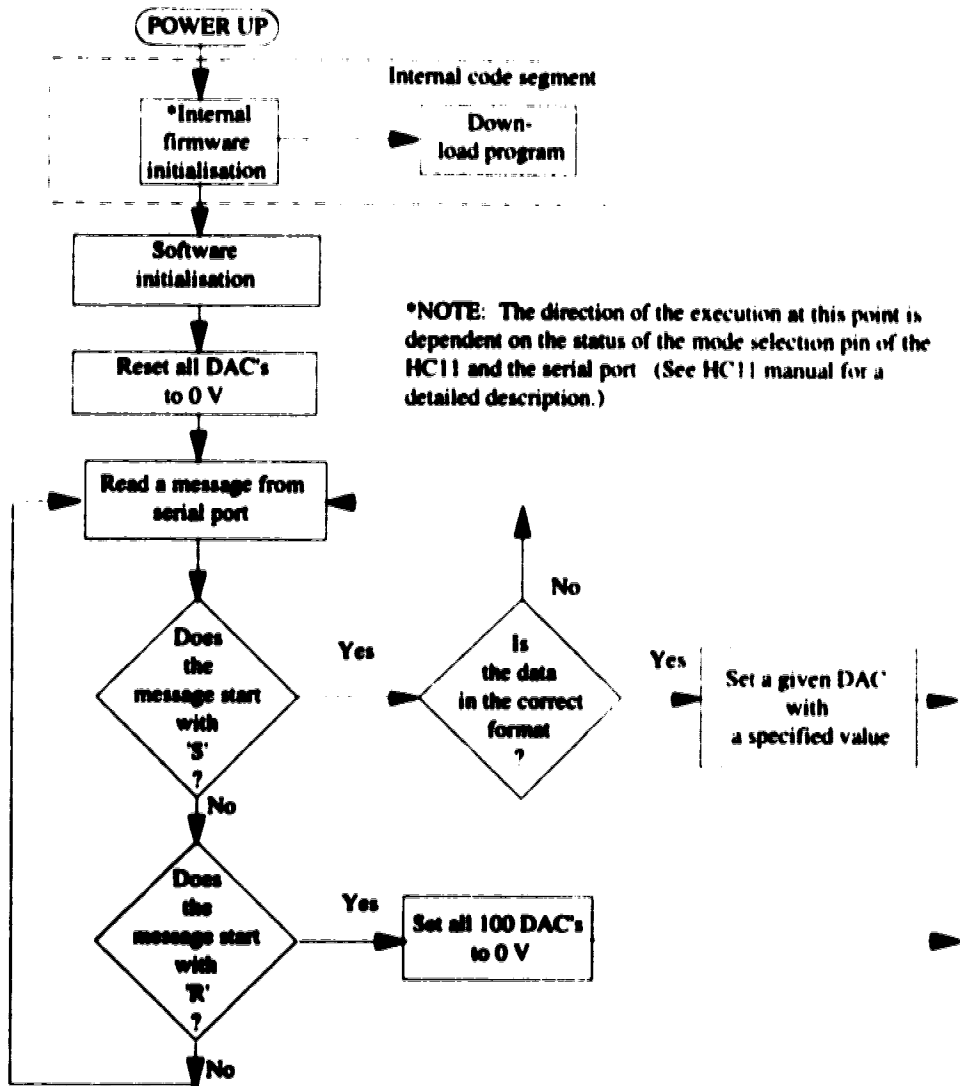 POWER UP
Internal code segment
*Internal
firmware
initialisation
Down-
load program
Software
initialisation
*NOTE: The direction of the execution at this point is
dependent on the status of the mode selection pin of the
HC11 and the serial port (See HC11 manual for a
detailed description.)
Reset all DAC's
to 0 V
Read a message from
serial port
No
Does
the
message start
with
'S'
?
Yes
Is
the data
in the correct
format
?
Yes
Set a given DAC
with
a specified value
No
Does
the
message start
with
'R'
?
Yes
Set all 100 DAC's
to 0 V
No